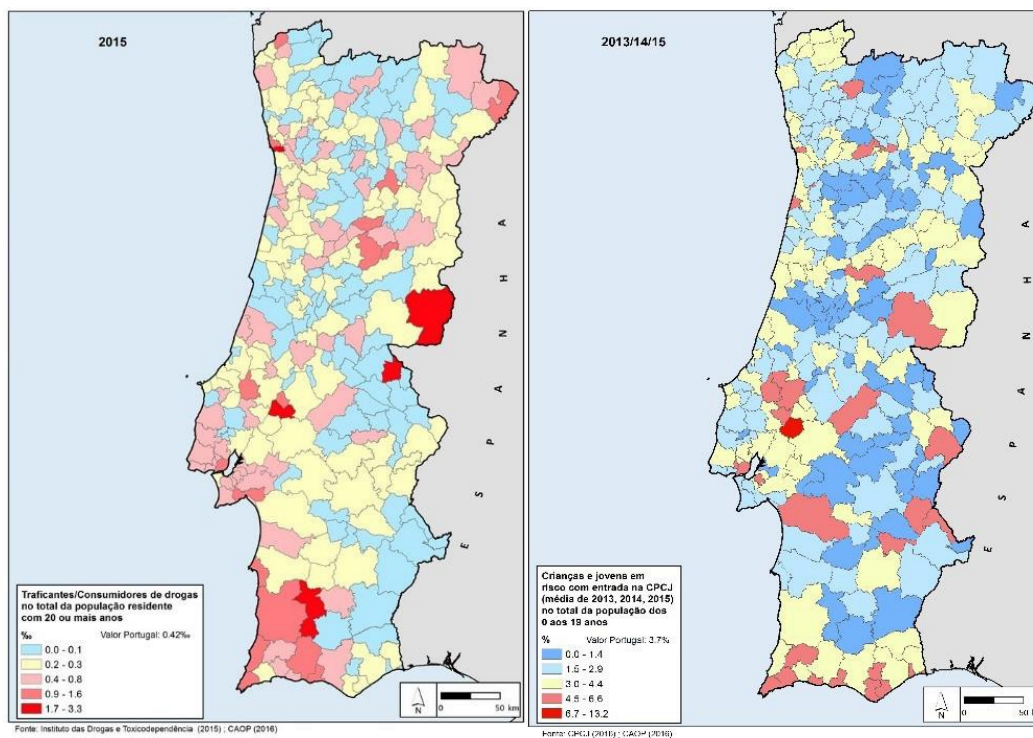 2015
A
H
N
A
P
S
E
Traficantes/Consumidores de drogas
no total da população residente
com 20 ou mais anos
‰ Valor Portugal: 0.42‰
0.0 - 0.1
0.2 - 0.3
0.4 - 0.8
0.9 - 1.6
1.7 - 3.3
N
0 50 km
Fonte: Instituto das Drogas e Toxicodependência (2015) ; CAOP (2016)
2013/14/15
A
H
N
A
P
S
E
Crianças e jovens em
risco com entrada na CPCJ
(média de 2013, 2014, 2015)
no total da população dos
0 aos 19 anos
% Valor Portugal: 3.7%
0.0 - 1.4
1.5 - 2.9
3.0 - 4.4
4.5 - 6.6
6.7 - 13.2
N
0 50 k
Fonte: CPCJ (2016) ; CAOP (2016)